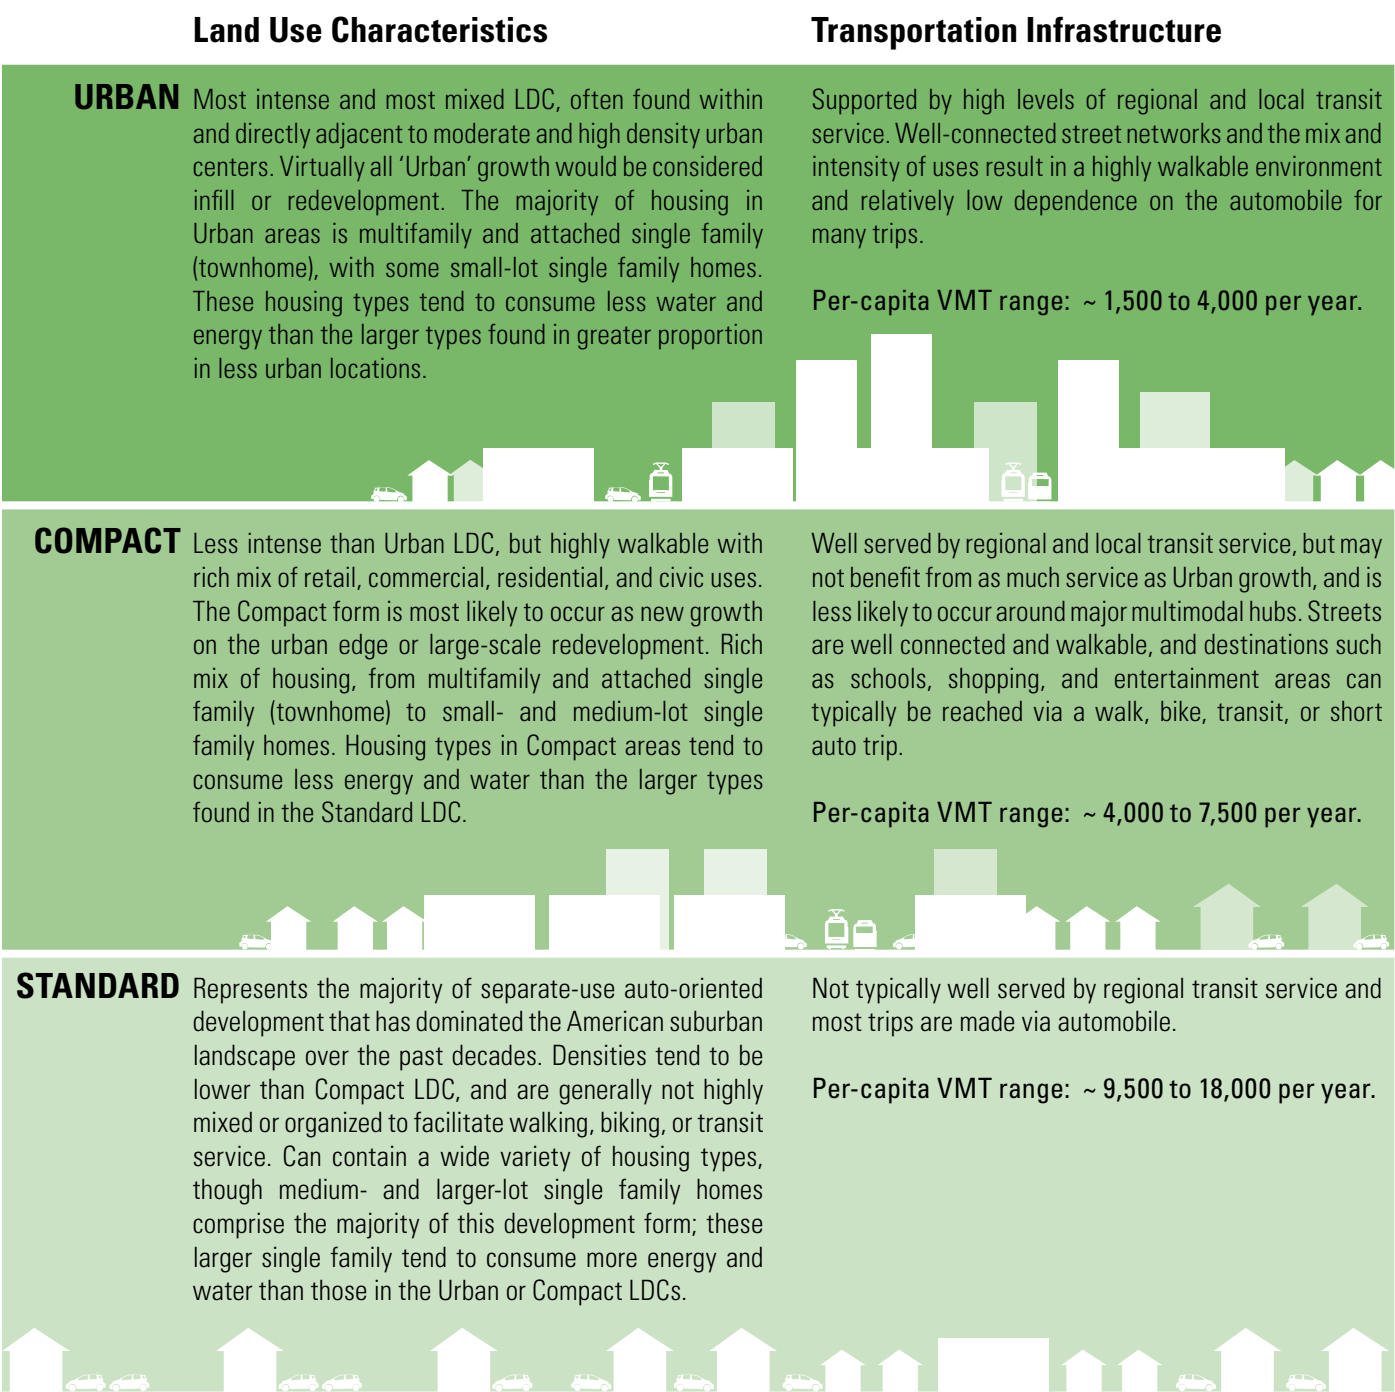 Land Use Characteristics
Transportation Infrastructure
URBAN
Most intense and most mixed LDC, often found within
and directly adjacent to moderate and high density urban
centers. Virtually all ‘Urban’ growth would be considered
infill or redevelopment. The majority of housing in
Urban areas is multifamily and attached single family
(townhome), with some small-lot single family homes.
These housing types tend to consume less water and
energy than the larger types found in greater proportion
in less urban locations.
Supported by high levels of regional and local transit
service. Well-connected street networks and the mix and
intensity of uses result in a highly walkable environment
and relatively low dependence on the automobile for
many trips.
Per-capita VMT range: ~ 1,500 to 4,000 per year.
COMPACT
Less intense than Urban LDC, but highly walkable with
rich mix of retail, commercial, residential, and civic uses.
The Compact form is most likely to occur as new growth
on the urban edge or large-scale redevelopment. Rich
mix of housing, from multifamily and attached single
family (townhome) to small- and medium-lot single
family homes. Housing types in Compact areas tend to
consume less energy and water than the larger types
found in the Standard LDC.
Well served by regional and local transit service, but may
not benefit from as much service as Urban growth, and is
less likely to occur around major multimodal hubs. Streets
are well connected and walkable, and destinations such
as schools, shopping, and entertainment areas can
typically be reached via a walk, bike, transit, or short
auto trip.
Per-capita VMT range: ~ 4,000 to 7,500 per year.
STANDARD
Represents the majority of separate-use auto-oriented
development that has dominated the American suburban
landscape over the past decades. Densities tend to be
lower than Compact LDC, and are generally not highly
mixed or organized to facilitate walking, biking, or transit
service. Can contain a wide variety of housing types,
though medium- and larger-lot single family homes
comprise the majority of this development form; these
larger single family tend to consume more energy and
water than those in the Urban or Compact LDCs.
Not typically well served by regional transit service and
most trips are made via automobile.
Per-capita VMT range: ~ 9,500 to 18,000 per year.